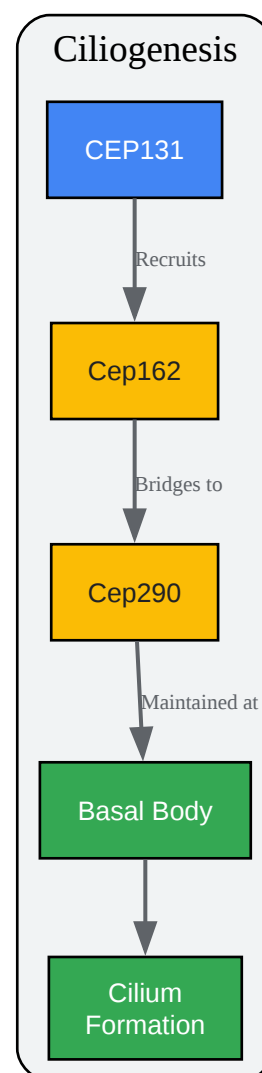 Ciliogenesis
CEP131
Recruits
Cep162
Bridges to
Cep290
Maintained at
Basal Body
Cilium
Formation